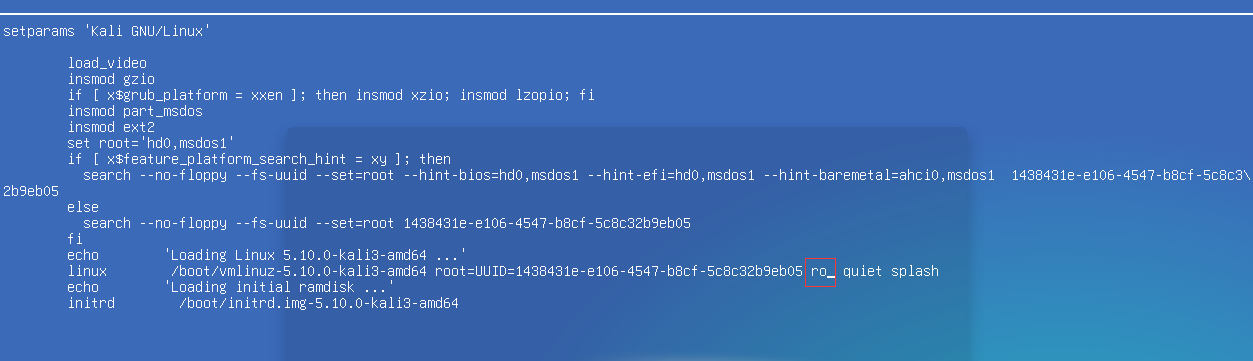 setparams 'Kali GNU/Linux'
load_video
insmod gzio
if [ x$grub_platform = xxen ]; then insmod xzio; insmod lzopio; fi
insmod part_msdos
insmod ext2
set root='hd0,msdos1'
if [ x$feature_platform_search_hint = xy ]; then
search --no-floppy --fs-uuid --set=root --hint-bios=hd0,msdos1 --hint-efi=hd0,msdos1 --hint-baremetal=ahci0,msdos1  1438431e-e106-4547-b8cf-5c8c3\
2b9eb05
else
search --no-floppy --fs-uuid --set=root 1438431e-e106-4547-b8cf-5c8c32b9eb05
fi
echo 'Loading Linux 5.10.0-kali3-amd64 ...'
linux /boot/vmlinuz-5.10.0-kali3-amd64 root=UUID=1438431e-e106-4547-b8cf-5c8c32b9eb05 ro_ quiet splash
echo 'Loading initial ramdisk ...'
initrd /boot/initrd.img-5.10.0-kali3-amd64